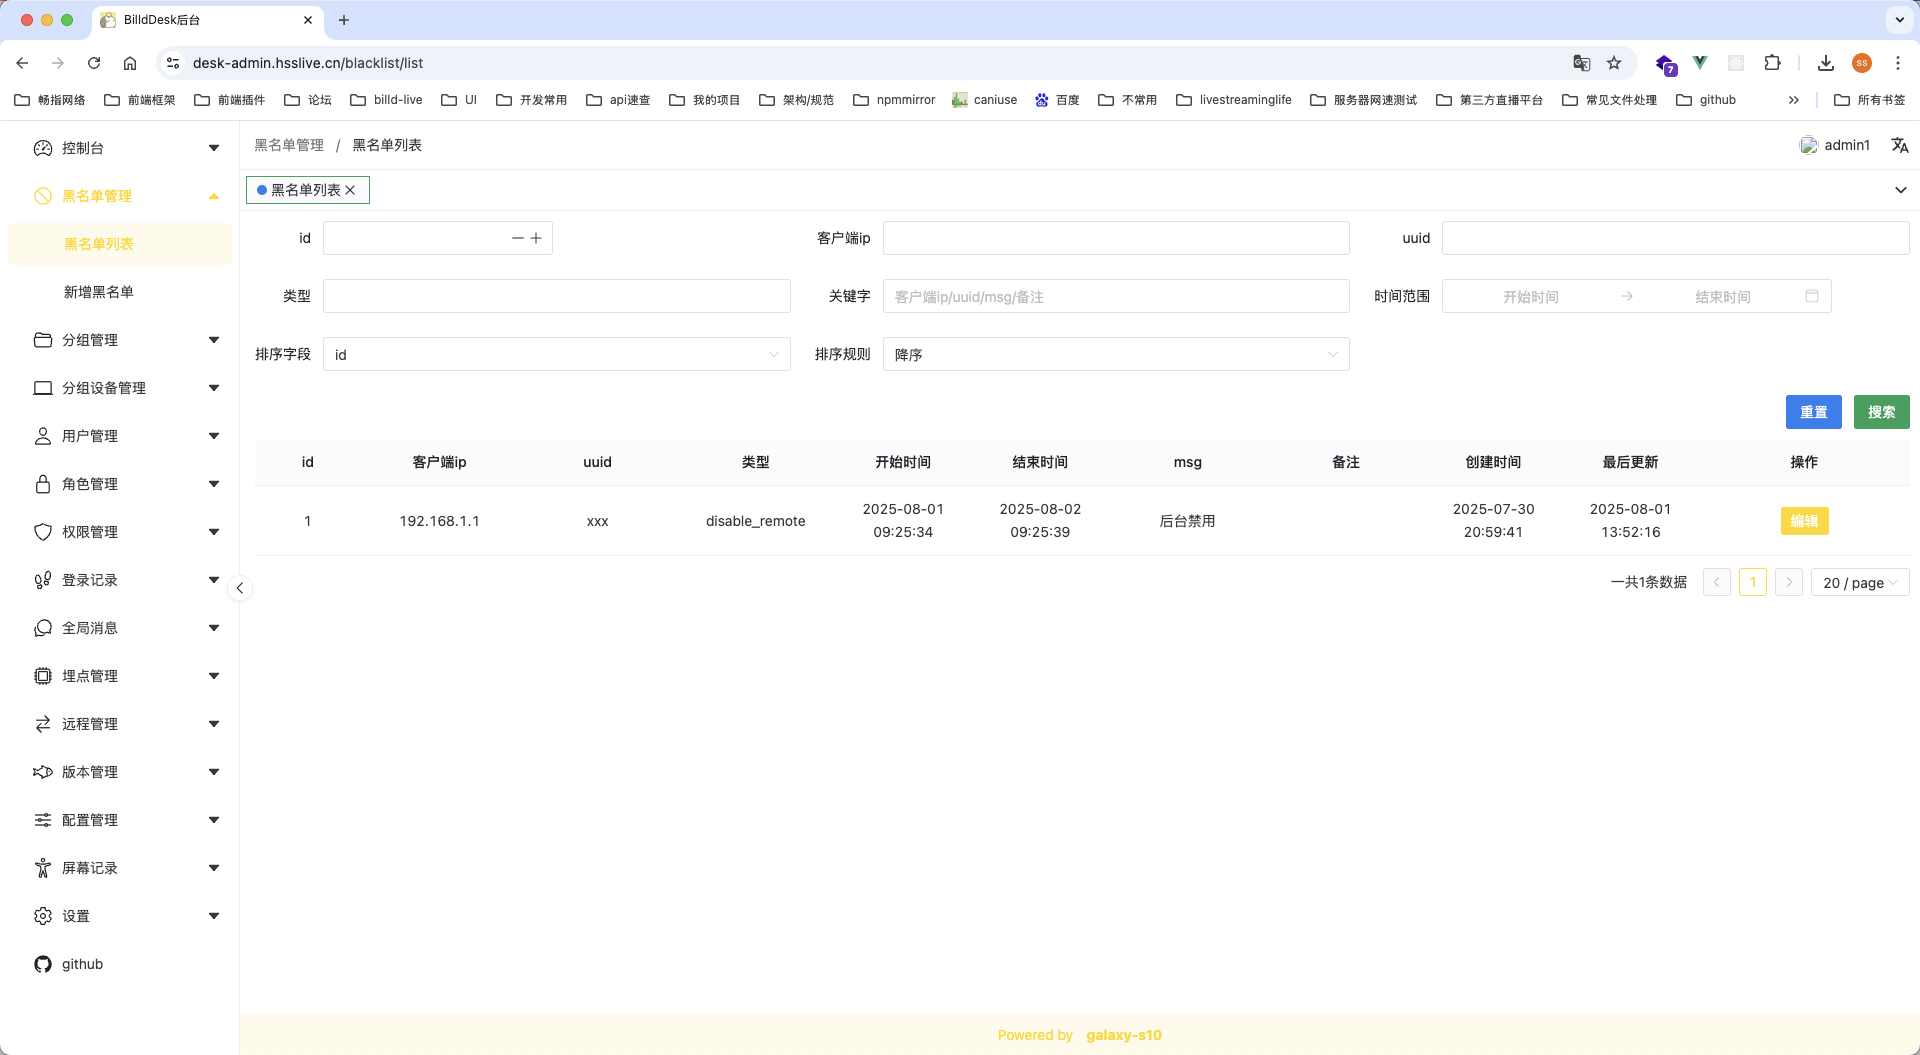 BilldDesk后台
desk-admin.hsslive.cn/blacklist/list
7
SS
畅指网络 前端框架 前端插件 论坛 billd-live UI 开发常用 api速查 我的项目 架构/规范 npmmirror caniuse 百度 不常用 livestreaminglife 服务器网速测试 第三方直播平台 常见文件处理 github 所有书签
控制台
黑名单管理
黑名单列表
新增黑名单
分组管理
分组设备管理
用户管理
角色管理
权限管理
登录记录
全局消息
埋点管理
远程管理
版本管理
配置管理
屏幕记录
设置
github
黑名单管理 / 黑名单列表
admin1
黑名单列表
id 客户端ip uuid
类型 关键字 客户端ip/uuid/msg/备注 时间范围 开始时间 结束时间
排序字段 id 排序规则 降序
重置 搜索
id 客户端ip uuid 类型 开始时间 结束时间 msg 备注 创建时间 最后更新 操作
1 192.168.1.1 xxx disable_remote 2025-08-01 09:25:34 2025-08-02 09:25:39 后台禁用 2025-07-30 20:59:41 2025-08-01 13:52:16 编辑
一共1条数据 1 20 / page
Powered by galaxy-s10